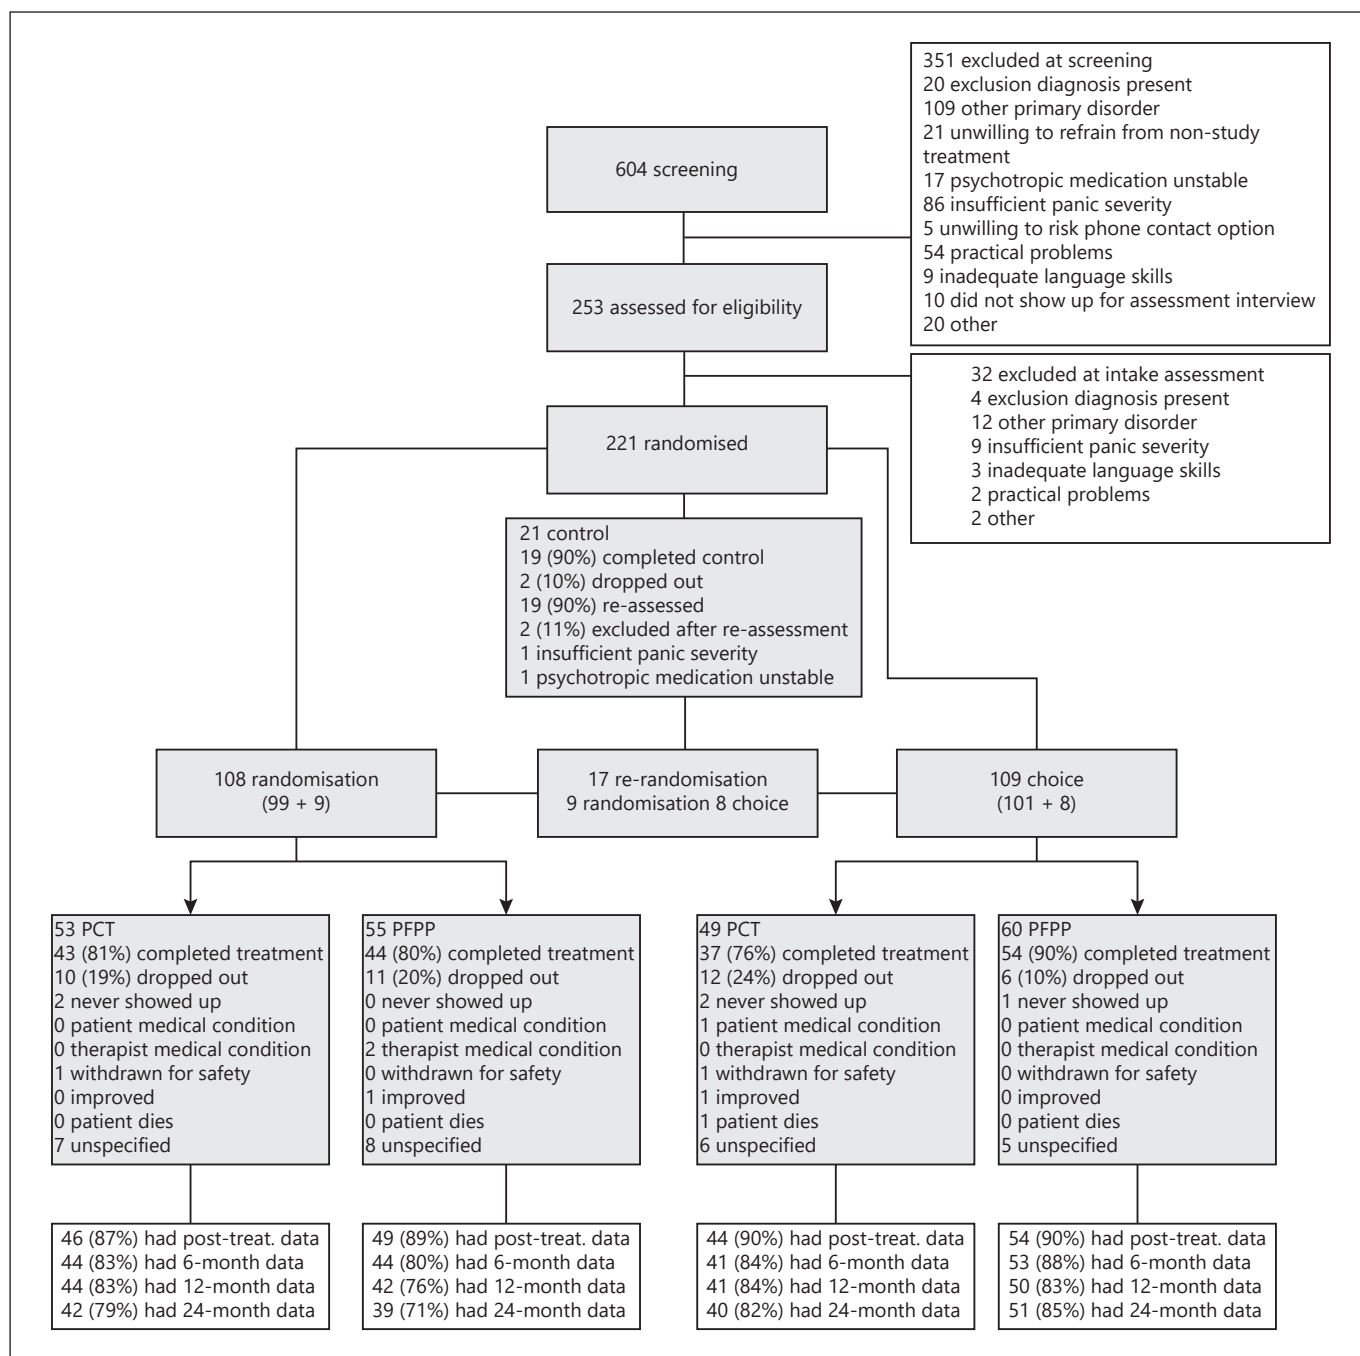 351 excluded at screening
20 exclusion diagnosis present
109 other primary disorder
21 unwilling to refrain from non-study
treatment
17 psychotropic medication unstable
86 insufficient panic severity
5 unwilling to risk phone contact option
54 practical problems
9 inadequate language skills
10 did not show up for assessment interview
20 other
604 screening
253 assessed for eligibility
32 excluded at intake assessment
4 exclusion diagnosis present
12 other primary disorder
9 insufficient panic severity
3 inadequate language skills
2 practical problems
2 other
221 randomised
21 control
19 (90%) completed control
2 (10%) dropped out
19 (90%) re-assessed
2 (11%) excluded after re-assessment
1 insufficient panic severity
1 psychotropic medication unstable
108 randomisation
(99 + 9)
17 re-randomisation
9 randomisation 8 choice
109 choice
(101 + 8)
53 PCT
43 (81%) completed treatment
10 (19%) dropped out
2 never showed up
0 patient medical condition
0 therapist medical condition
1 withdrawn for safety
0 improved
0 patient dies
7 unspecified
55 PFPP
44 (80%) completed treatment
11 (20%) dropped out
0 never showed up
0 patient medical condition
2 therapist medical condition
0 withdrawn for safety
1 improved
0 patient dies
8 unspecified
49 PCT
37 (76%) completed treatment
12 (24%) dropped out
2 never showed up
1 patient medical condition
0 therapist medical condition
1 withdrawn for safety
1 improved
1 patient dies
6 unspecified
60 PFPP
54 (90%) completed treatment
6 (10%) dropped out
1 never showed up
0 patient medical condition
0 therapist medical condition
0 withdrawn for safety
0 improved
0 patient dies
5 unspecified
46 (87%) had post-treat. data
44 (83%) had 6-month data
44 (83%) had 12-month data
42 (79%) had 24-month data
49 (89%) had post-treat. data
44 (80%) had 6-month data
42 (76%) had 12-month data
39 (71%) had 24-month data
44 (90%) had post-treat. data
41 (84%) had 6-month data
41 (84%) had 12-month data
40 (82%) had 24-month data
54 (90%) had post-treat. data
53 (88%) had 6-month data
50 (83%) had 12-month data
51 (85%) had 24-month data